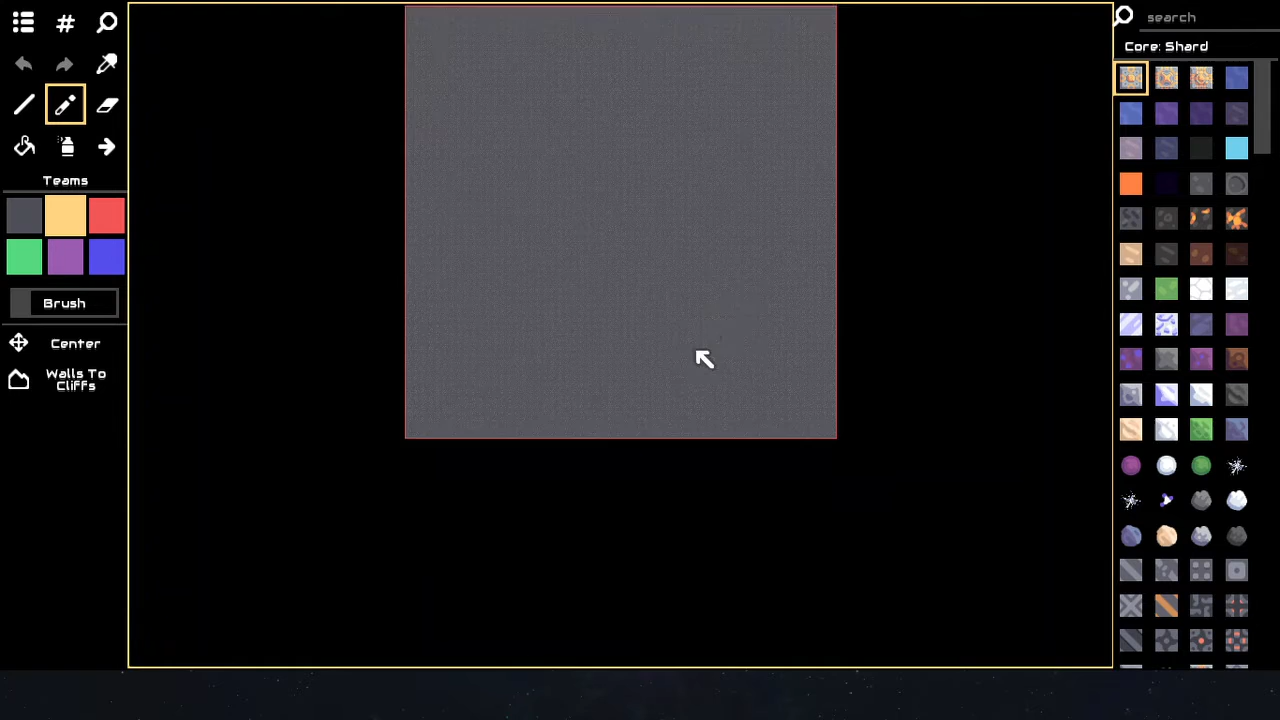 search
Core: Shard
Teams
Brush
Center
Walls To
Cliffs